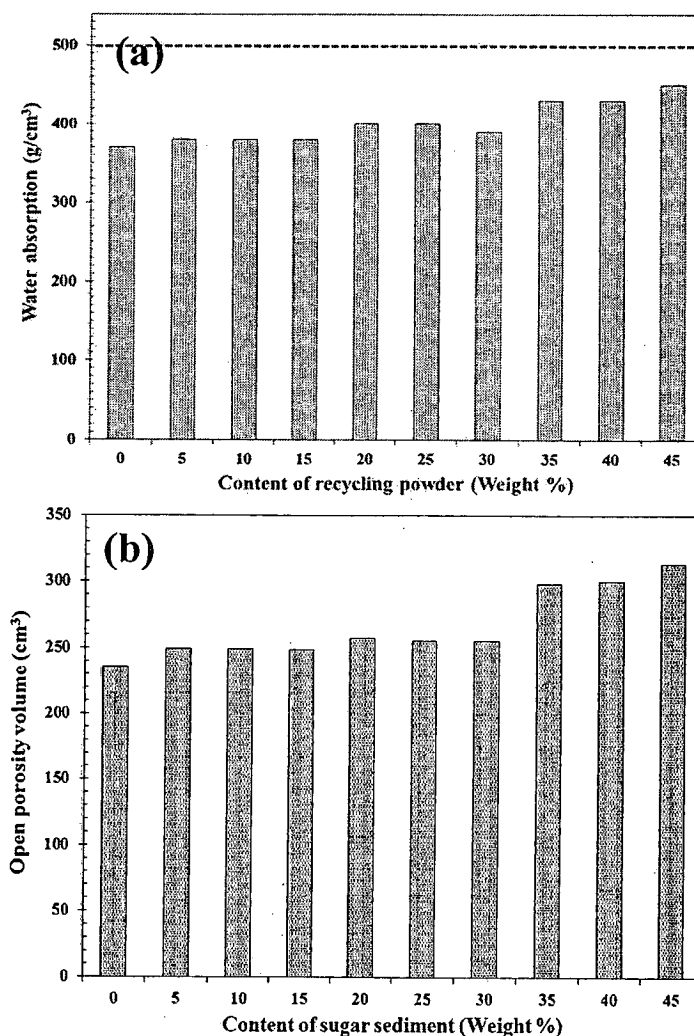 (a)
Water absorption (g/cm³)
500
400
300
200
100
0
0 5 10 15 20 25 30 35 40 45
Content of recycling powder (Weight %)
(b)
Open porosity volume (cm³)
350
300
250
200
150
100
50
0
0 5 10 15 20 25 30 35 40 45
Content of sugar sediment (Weight %)